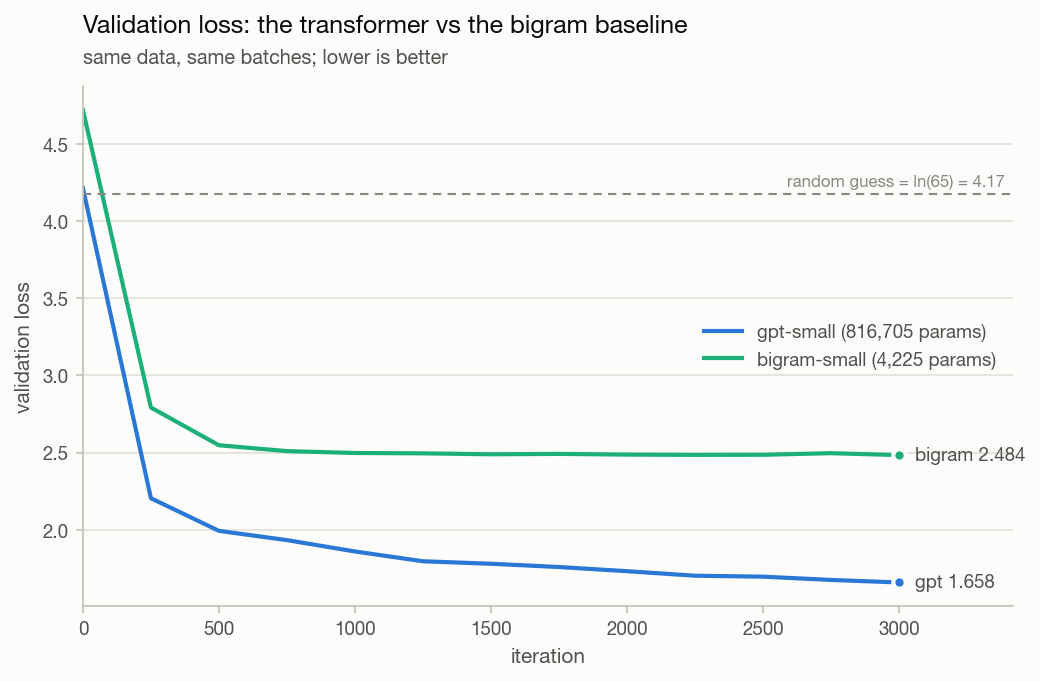 Validation loss: the transformer vs the bigram baseline
same data, same batches; lower is better
4.5
random guess = ln(65) = 4.17
4.0
3.5
gpt-small (816,705 params)
bigram-small (4,225 params)
3.0
validation loss
2.5
bigram 2.484
2.0
gpt 1.658
0 500 1000 1500 2000 2500 3000
iteration